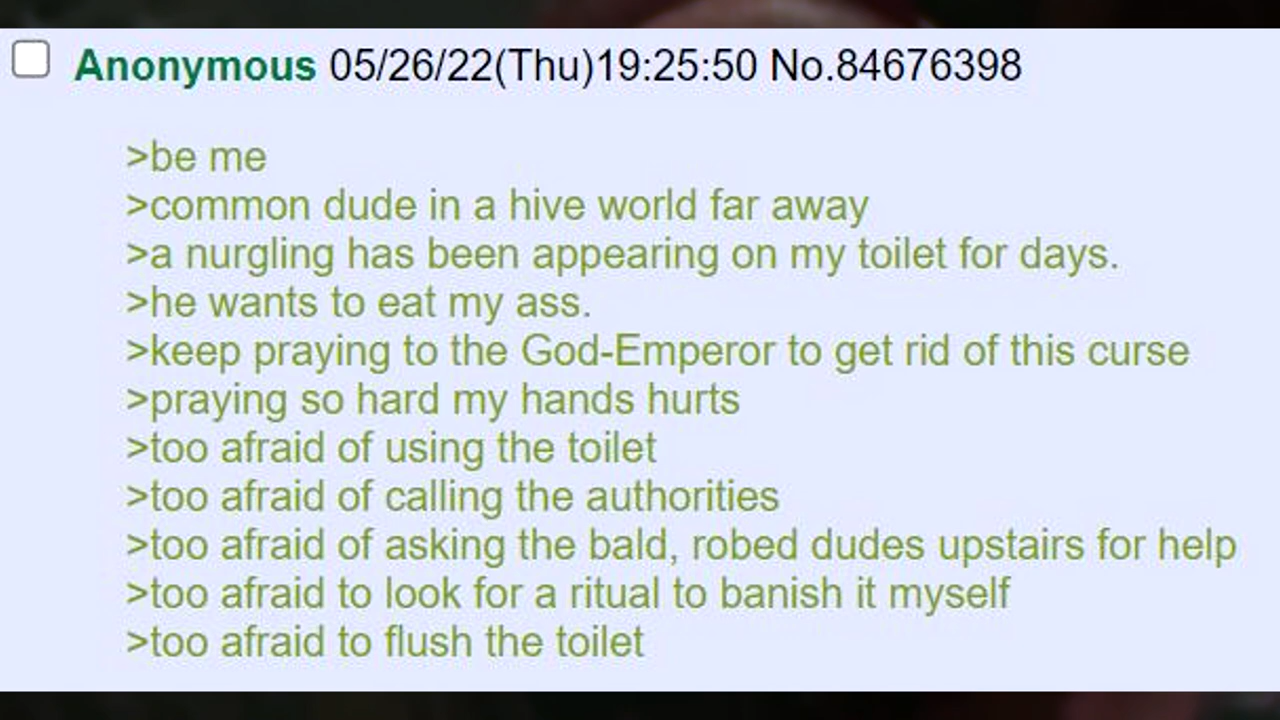 Anonymous 05/26/22(Thu)19:25:50 No.84676398
>be me
>common dude in a hive world far away
>a nurgling has been appearing on my toilet for days.
>he wants to eat my ass.
>keep praying to the God-Emperor to get rid of this curse
>praying so hard my hands hurts
>too afraid of using the toilet
>too afraid of calling the authorities
>too afraid of asking the bald, robed dudes upstairs for help
>too afraid to look for a ritual to banish it myself
>too afraid to flush the toilet